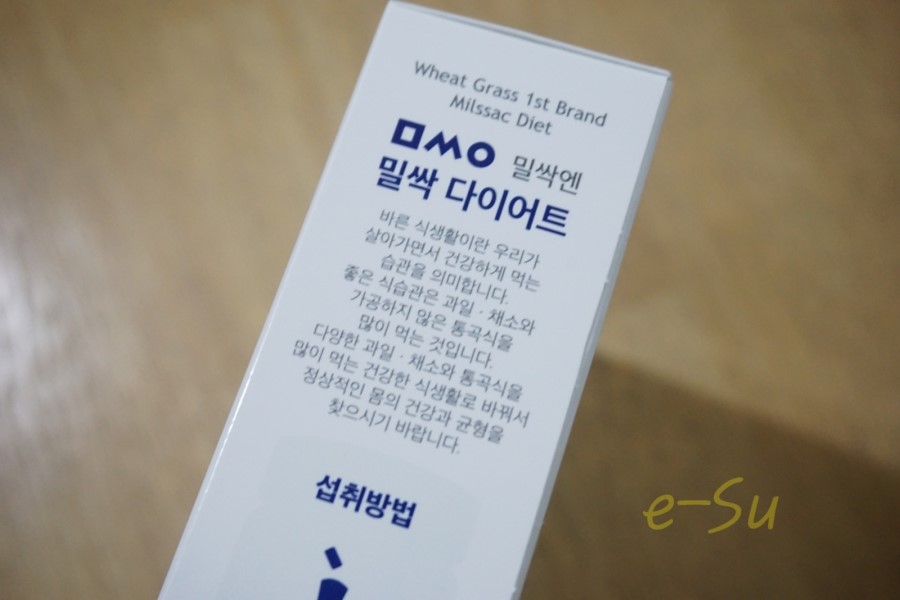 Wheat Grass 1st Brand
Milssac Diet
밀싹엔
밀싹 다이어트
바른 식생활이란 우리가
살아가면서 건강하게 먹는
습관을 의미합니다.
좋은 식습관은 과일 · 채소와
가공하지 않은 통곡식을
많이 먹는 것입니다.
다양한 과일 · 채소와 통곡식을
많이 먹는 건강한 식생활로 바꿔서
정상적인 몸의 건강과 균형을
찾으시기 바랍니다.
섭취방법
e-Su